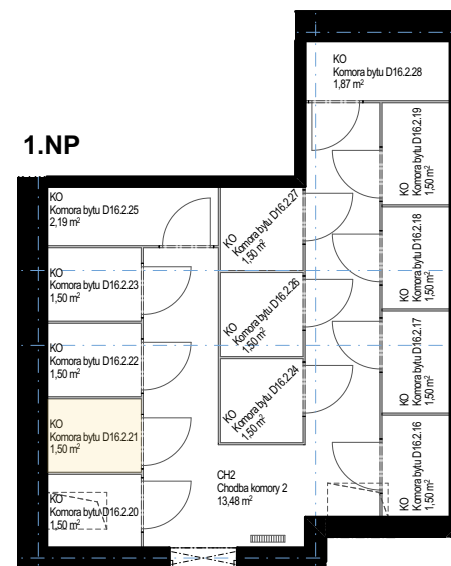 KO
Komora bytu D16.2.28
1,87 m²
1.NP
KO
Komora bytu D16.2.19
1,50 m²
KO
Komora bytu D16.2.25
2,19 m²
KO
Komora bytu D16.2.27
1,50 m²
KO
Komora bytu D16.2.18
1,50 m²
KO
Komora bytu D16.2.23
1,50 m²
KO
Komora bytu D16.2.26
1,50 m²
KO
Komora bytu D16.2.17
1,50 m²
KO
Komora bytu D16.2.22
1,50 m²
KO
Komora bytu D16.2.24
1,50 m²
KO
Komora bytu D16.2.21
1,50 m²
KO
Komora bytu D16.2.16
1,50 m²
CH2
Chodba komory 2
13,48 m²
KO
Komora bytu D16.2.20
1,50 m²